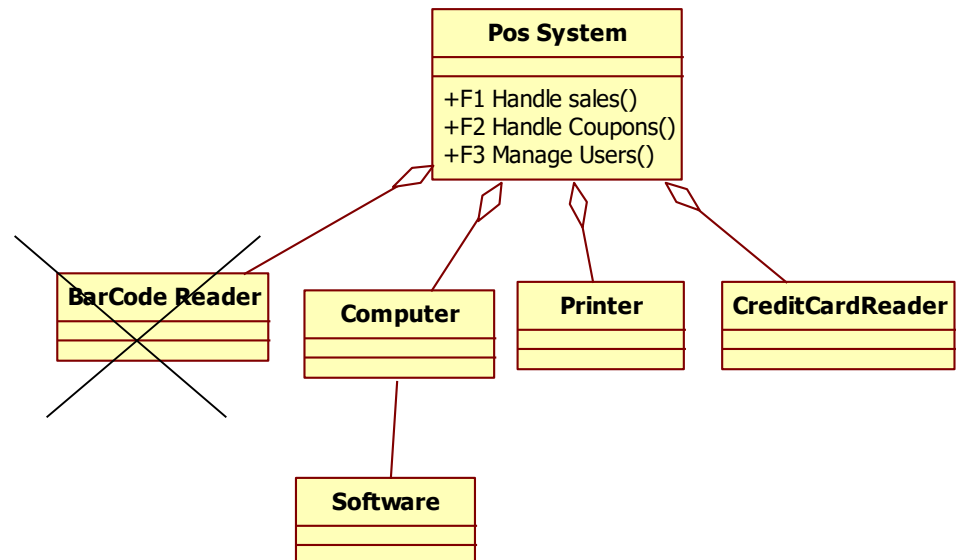 Pos System
+F1 Handle sales()
+F2 Handle Coupons()
+F3 Manage Users()
BarCode Reader
Computer
Printer
CreditCardReader
Software